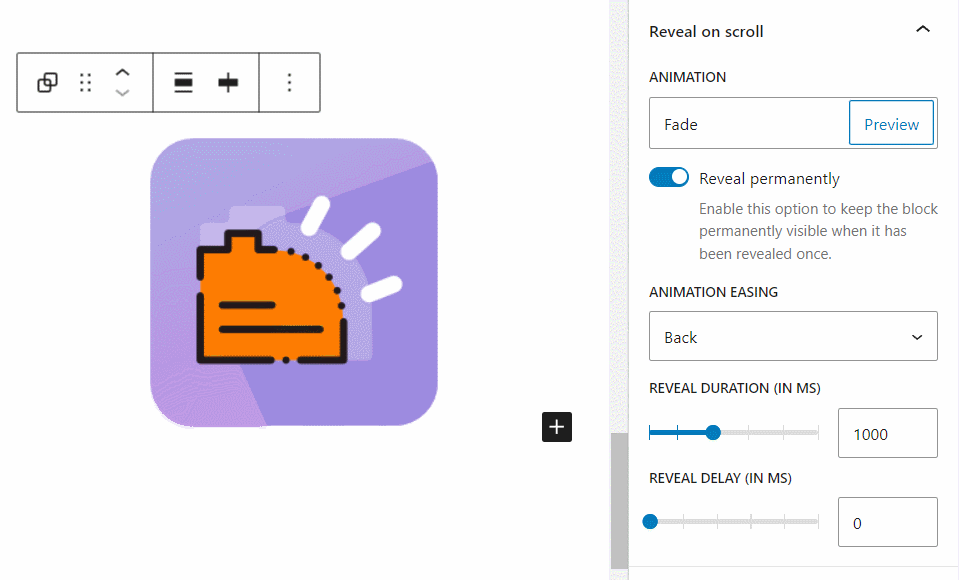 Reveal on scroll
ANIMATION
Fade
Preview
Reveal permanently
Enable this option to keep the block
permanently visible when it has
been revealed once.
ANIMATION EASING
Back
REVEAL DURATION (IN MS)
1000
REVEAL DELAY (IN MS)
0